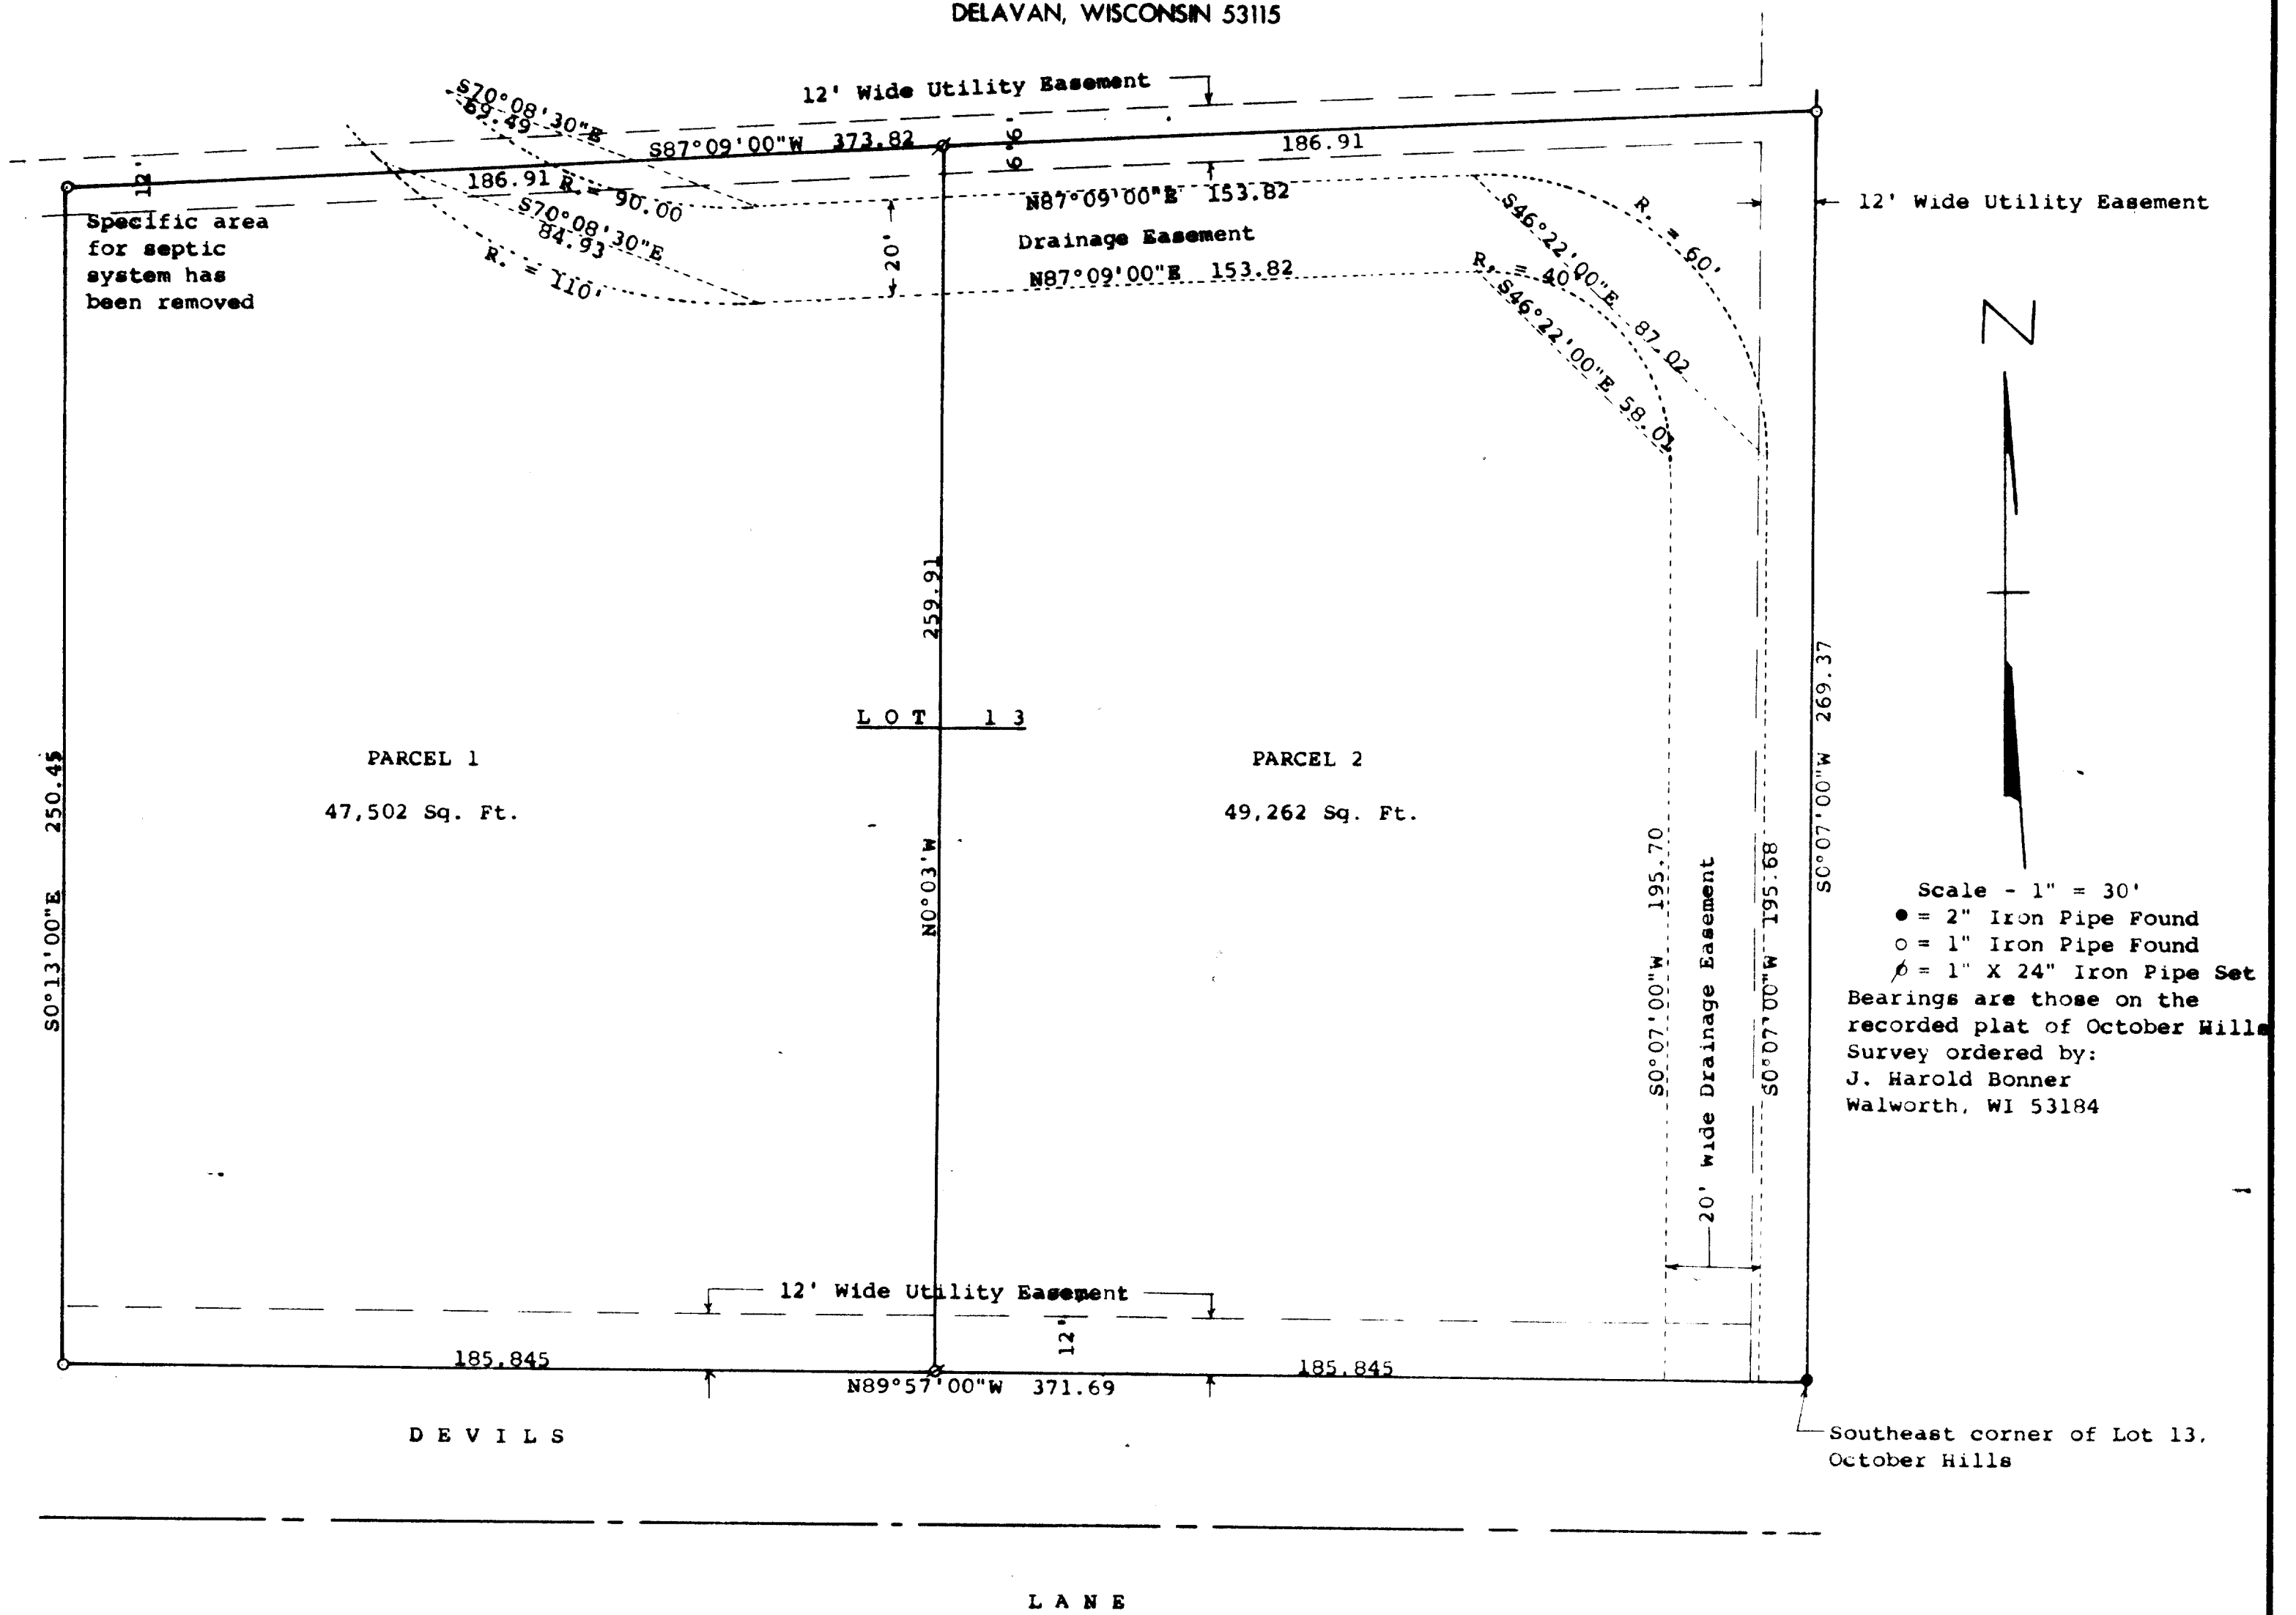 DELAVAN, WISCONSIN 53115
12' Wide Utility Easement
S70°08'30"E
69.49
S87°09'00"W 373.82
6'6'
186.91
12'
186.91
R. = 90.00
N87°09'00"E 153.82
12' Wide Utility Easement
Specific area
for septic
system has
been removed
S70°08'30"E
84.93
R. = 110'
20'
Drainage Easement
N87°09'00"E 153.82
S46°22'00"E 87.02
R. = 60'
R. = 40'
S46°22'00"E 58.01
N
259.91
N0°03'W
LOT 13
PARCEL 1
47,502 Sq. Ft.
PARCEL 2
49,262 Sq. Ft.
S0°13'00"E 250.45
S0°07'00"W 195.70
20' Wide Drainage Easement
S0°07'00"W 195.68
S0°07'00"W 269.37
Scale - 1" = 30'
● = 2" Iron Pipe Found
○ = 1" Iron Pipe Found
ϕ = 1" X 24" Iron Pipe Set
Bearings are those on the
recorded plat of October Hills
Survey ordered by:
J. Harold Bonner
Walworth, WI 53184
12' Wide Utility Easement
12'
185.845
185.845
N89°57'00"W 371.69
DEVILS
Southeast corner of Lot 13,
October Hills
LANE